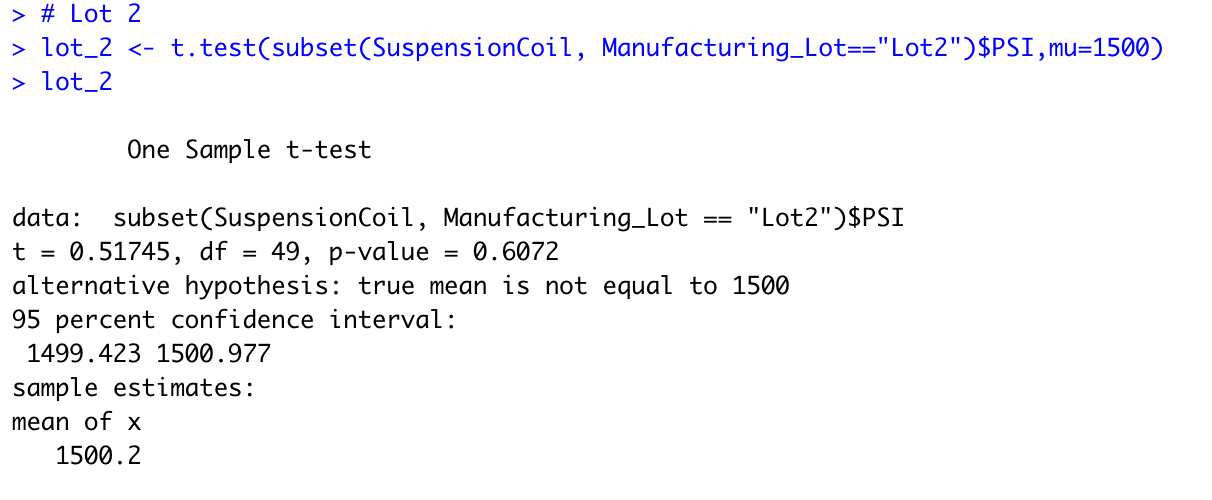 > # Lot 2
> lot_2 <- t.test(subset(SuspensionCoil, Manufacturing_Lot=="Lot2")$PSI,mu=1500)
> lot_2
One Sample t-test
data:  subset(SuspensionCoil, Manufacturing_Lot == "Lot2")$PSI
t = 0.51745, df = 49, p-value = 0.6072
alternative hypothesis: true mean is not equal to 1500
95 percent confidence interval:
 1499.423 1500.977
sample estimates:
mean of x
   1500.2